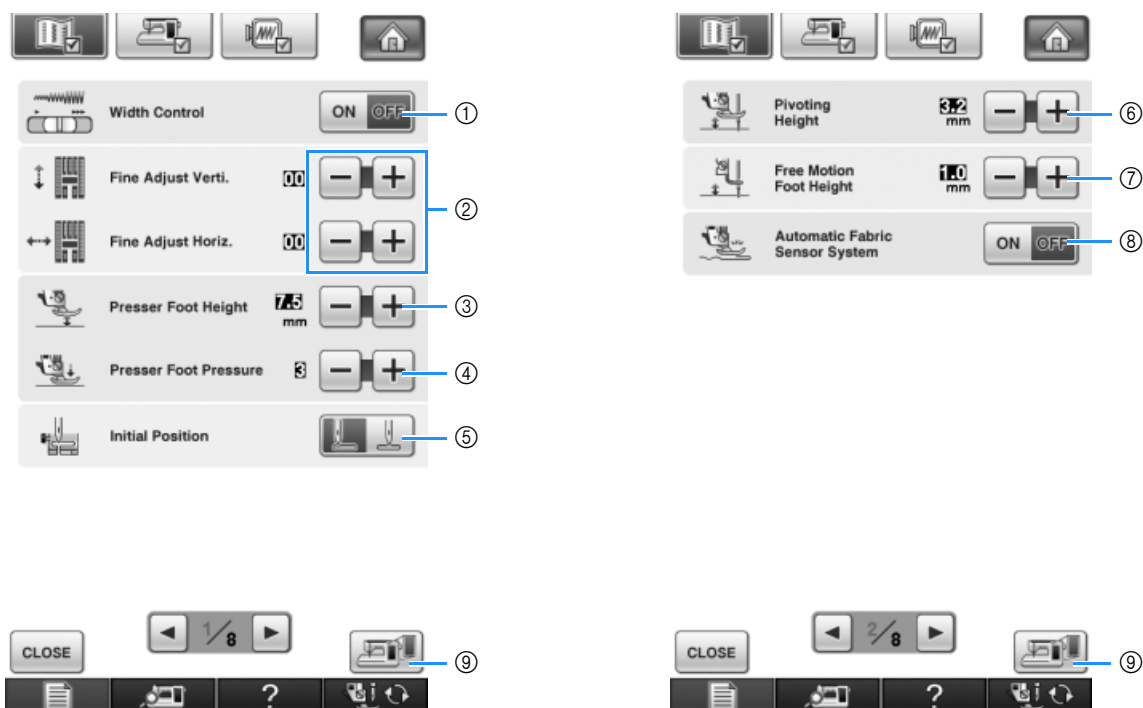 Width Control
ON OFF
①
Fine Adjust Verti.
00
− +
②
Fine Adjust Horiz.
00
− +
Presser Foot Height
7.5
mm
− +
③
Presser Foot Pressure
3
− +
④
Initial Position
⑤
1/8
CLOSE
⑨
?
i
Pivoting
Height
3.2
mm
− +
⑥
Free Motion
Foot Height
1.0
mm
− +
⑦
Automatic Fabric
Sensor System
ON OFF
⑧
2/8
CLOSE
⑨
?
i